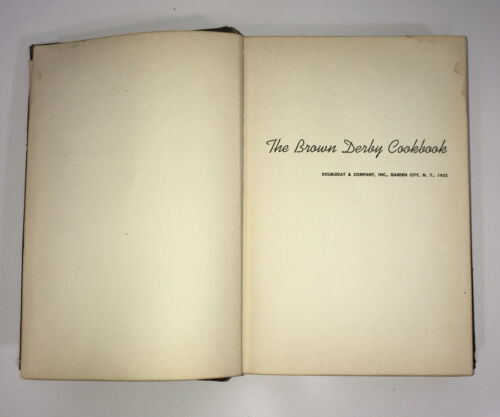 The Brown Derby Cookbook
DOUBLEDAY & COMPANY, INC., GARDEN CITY, N. Y., 1952